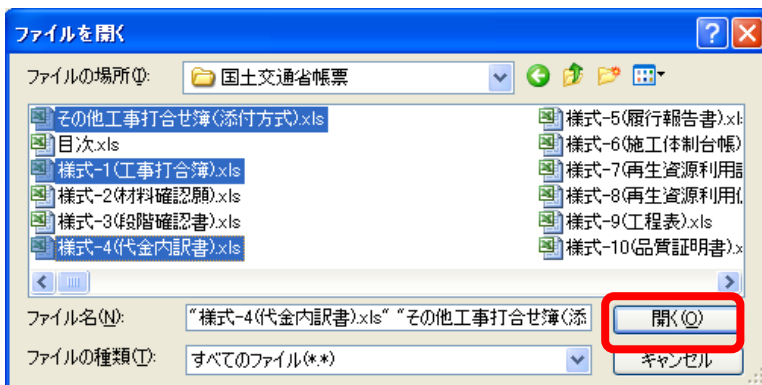 ファイルを開く
ファイルの場所(I):
国土交通省帳票
その他工事打合せ簿(添付方式).xls
目次.xls
様式-1(工事打合簿).xls
様式-2(材料確認願).xls
様式-3(段階確認書).xls
様式-4(代金内訳書).xls
様式-5(履行報告書).xl
様式-6(施工体制台帳)
様式-7(再生資源利用
様式-8(再生資源利用
様式-9(工程表).xls
様式-10(品質証明書).x
ファイル名(N):
"様式-4(代金内訳書).xls" "その他工事打合せ簿(添
開く(O)
ファイルの種類(T):
すべてのファイル(*.*)
キャンセル